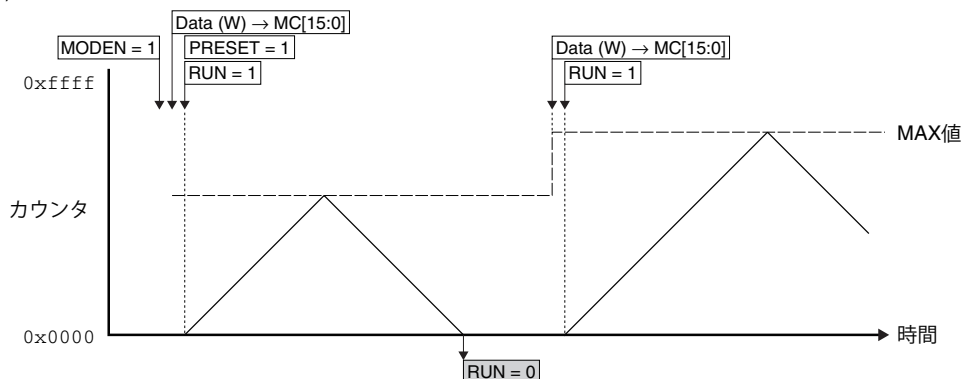 Data (W) → MC[15:0]
MODEN = 1
PRESET = 1
RUN = 1
Data (W) → MC[15:0]
RUN = 1
0xffff
MAX値
カウンタ
0x0000
時間
RUN = 0